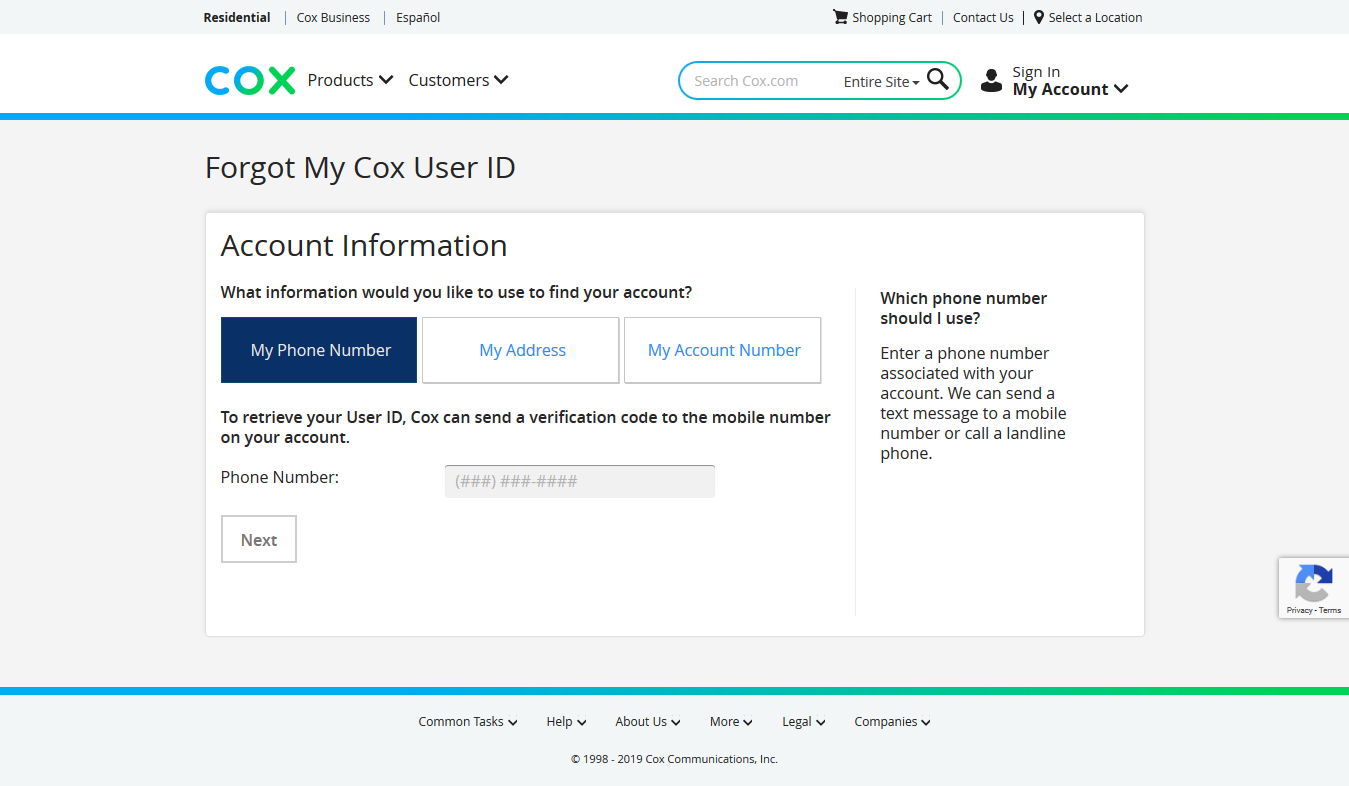 Residential Cox Business Español Shopping Cart Contact Us Select a Location
COX Products Customers Search Cox.com Entire Site Sign In
My Account
Forgot My Cox User ID
Account Information
What information would you like to use to find your account?
My Phone Number My Address My Account Number
To retrieve your User ID, Cox can send a verification code to the mobile number
on your account.
Phone Number: (###) ###-####
Next
Which phone number
should I use?
Enter a phone number
associated with your
account. We can send a
text message to a mobile
number or call a landline
phone.
Privacy - Terms
Common Tasks Help About Us More Legal Companies
© 1998 - 2019 Cox Communications, Inc.